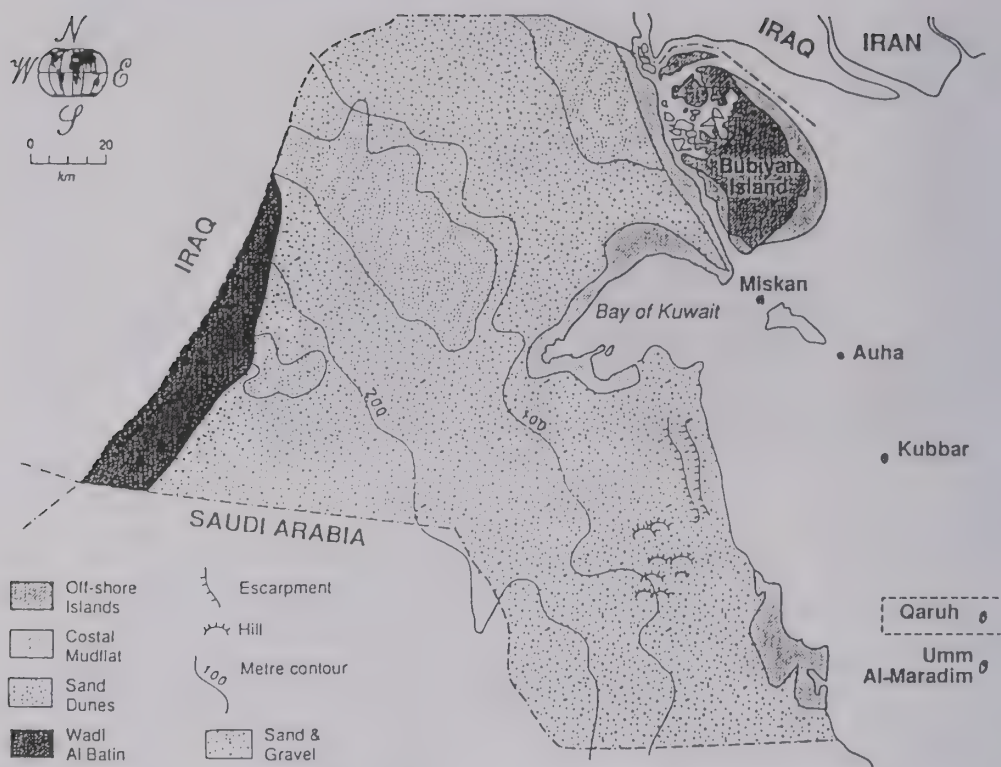 N
W E
S
0 20
km
IRAQ
IRAN
Bubiyan
Island
IRAQ
Miskan
Bay of Kuwait
Auha
200
100
Kubbar
SAUDI ARABIA
Off-shore
Islands
Costal
Mudflat
Sand
Dunes
Wadi
Al Batin
Escarpment
Hill
100
Metre contour
Sand &
Gravel
Qaruh
Umm
Al-Maradim